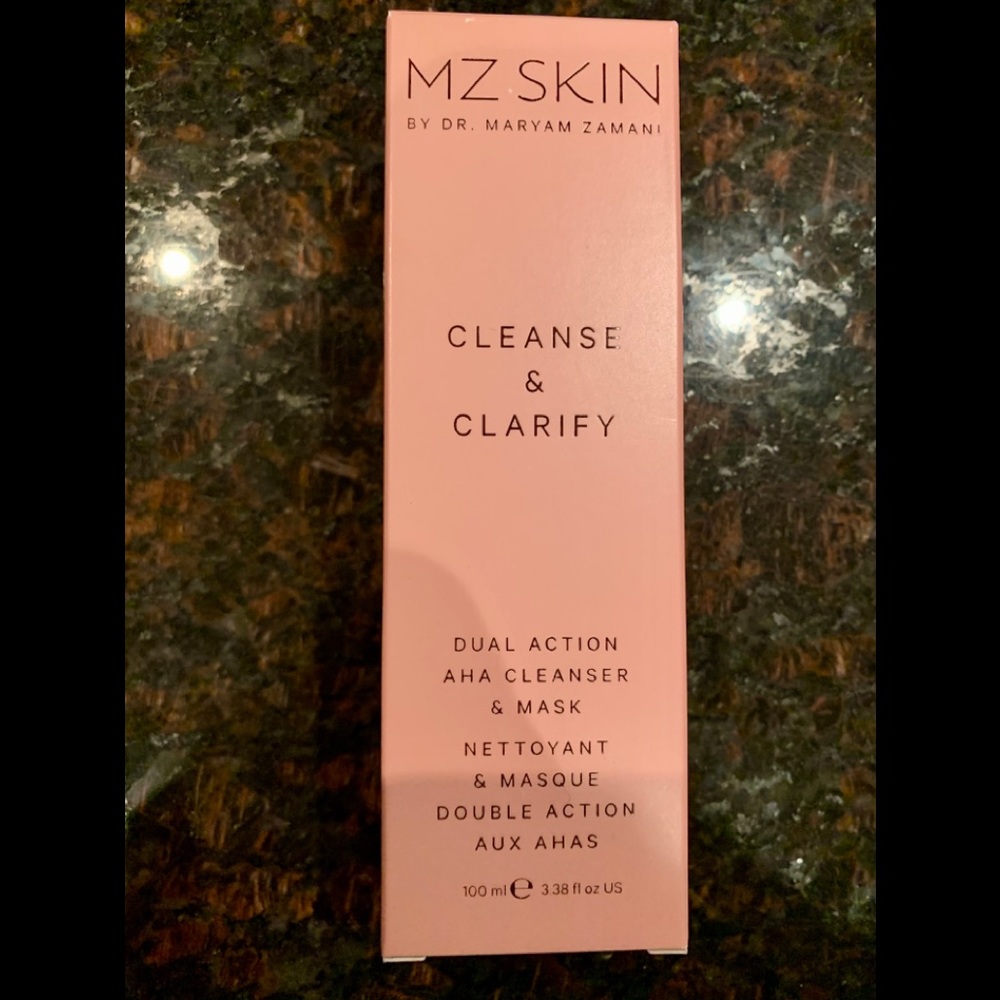 MZ SKIN
BY DR. MARYAM ZAMANI
CLEANSE
&
CLARIFY
DUAL ACTION
AHA CLEANSER
& MASK
NETTOYANT
& MASQUE
DOUBLE ACTION
AUX AHAS
100 ml ℮ 3.38 fl oz US